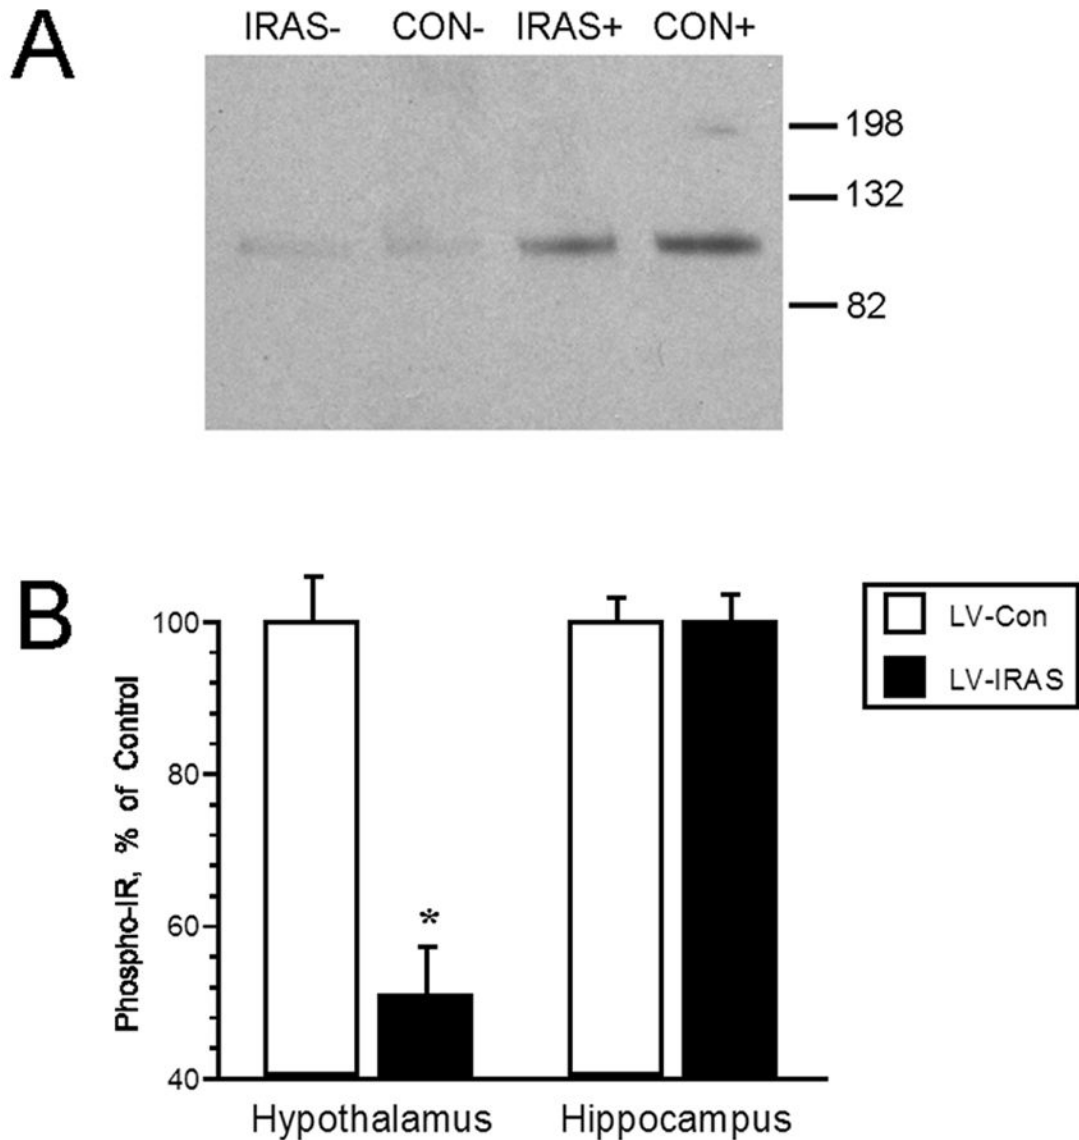 A
IRAS- CON- IRAS+ CON+
198
132
82
B
Phospho-IR, % of Control
100
80
60
40
*
Hypothalamus Hippocampus
LV-Con
LV-IRAS